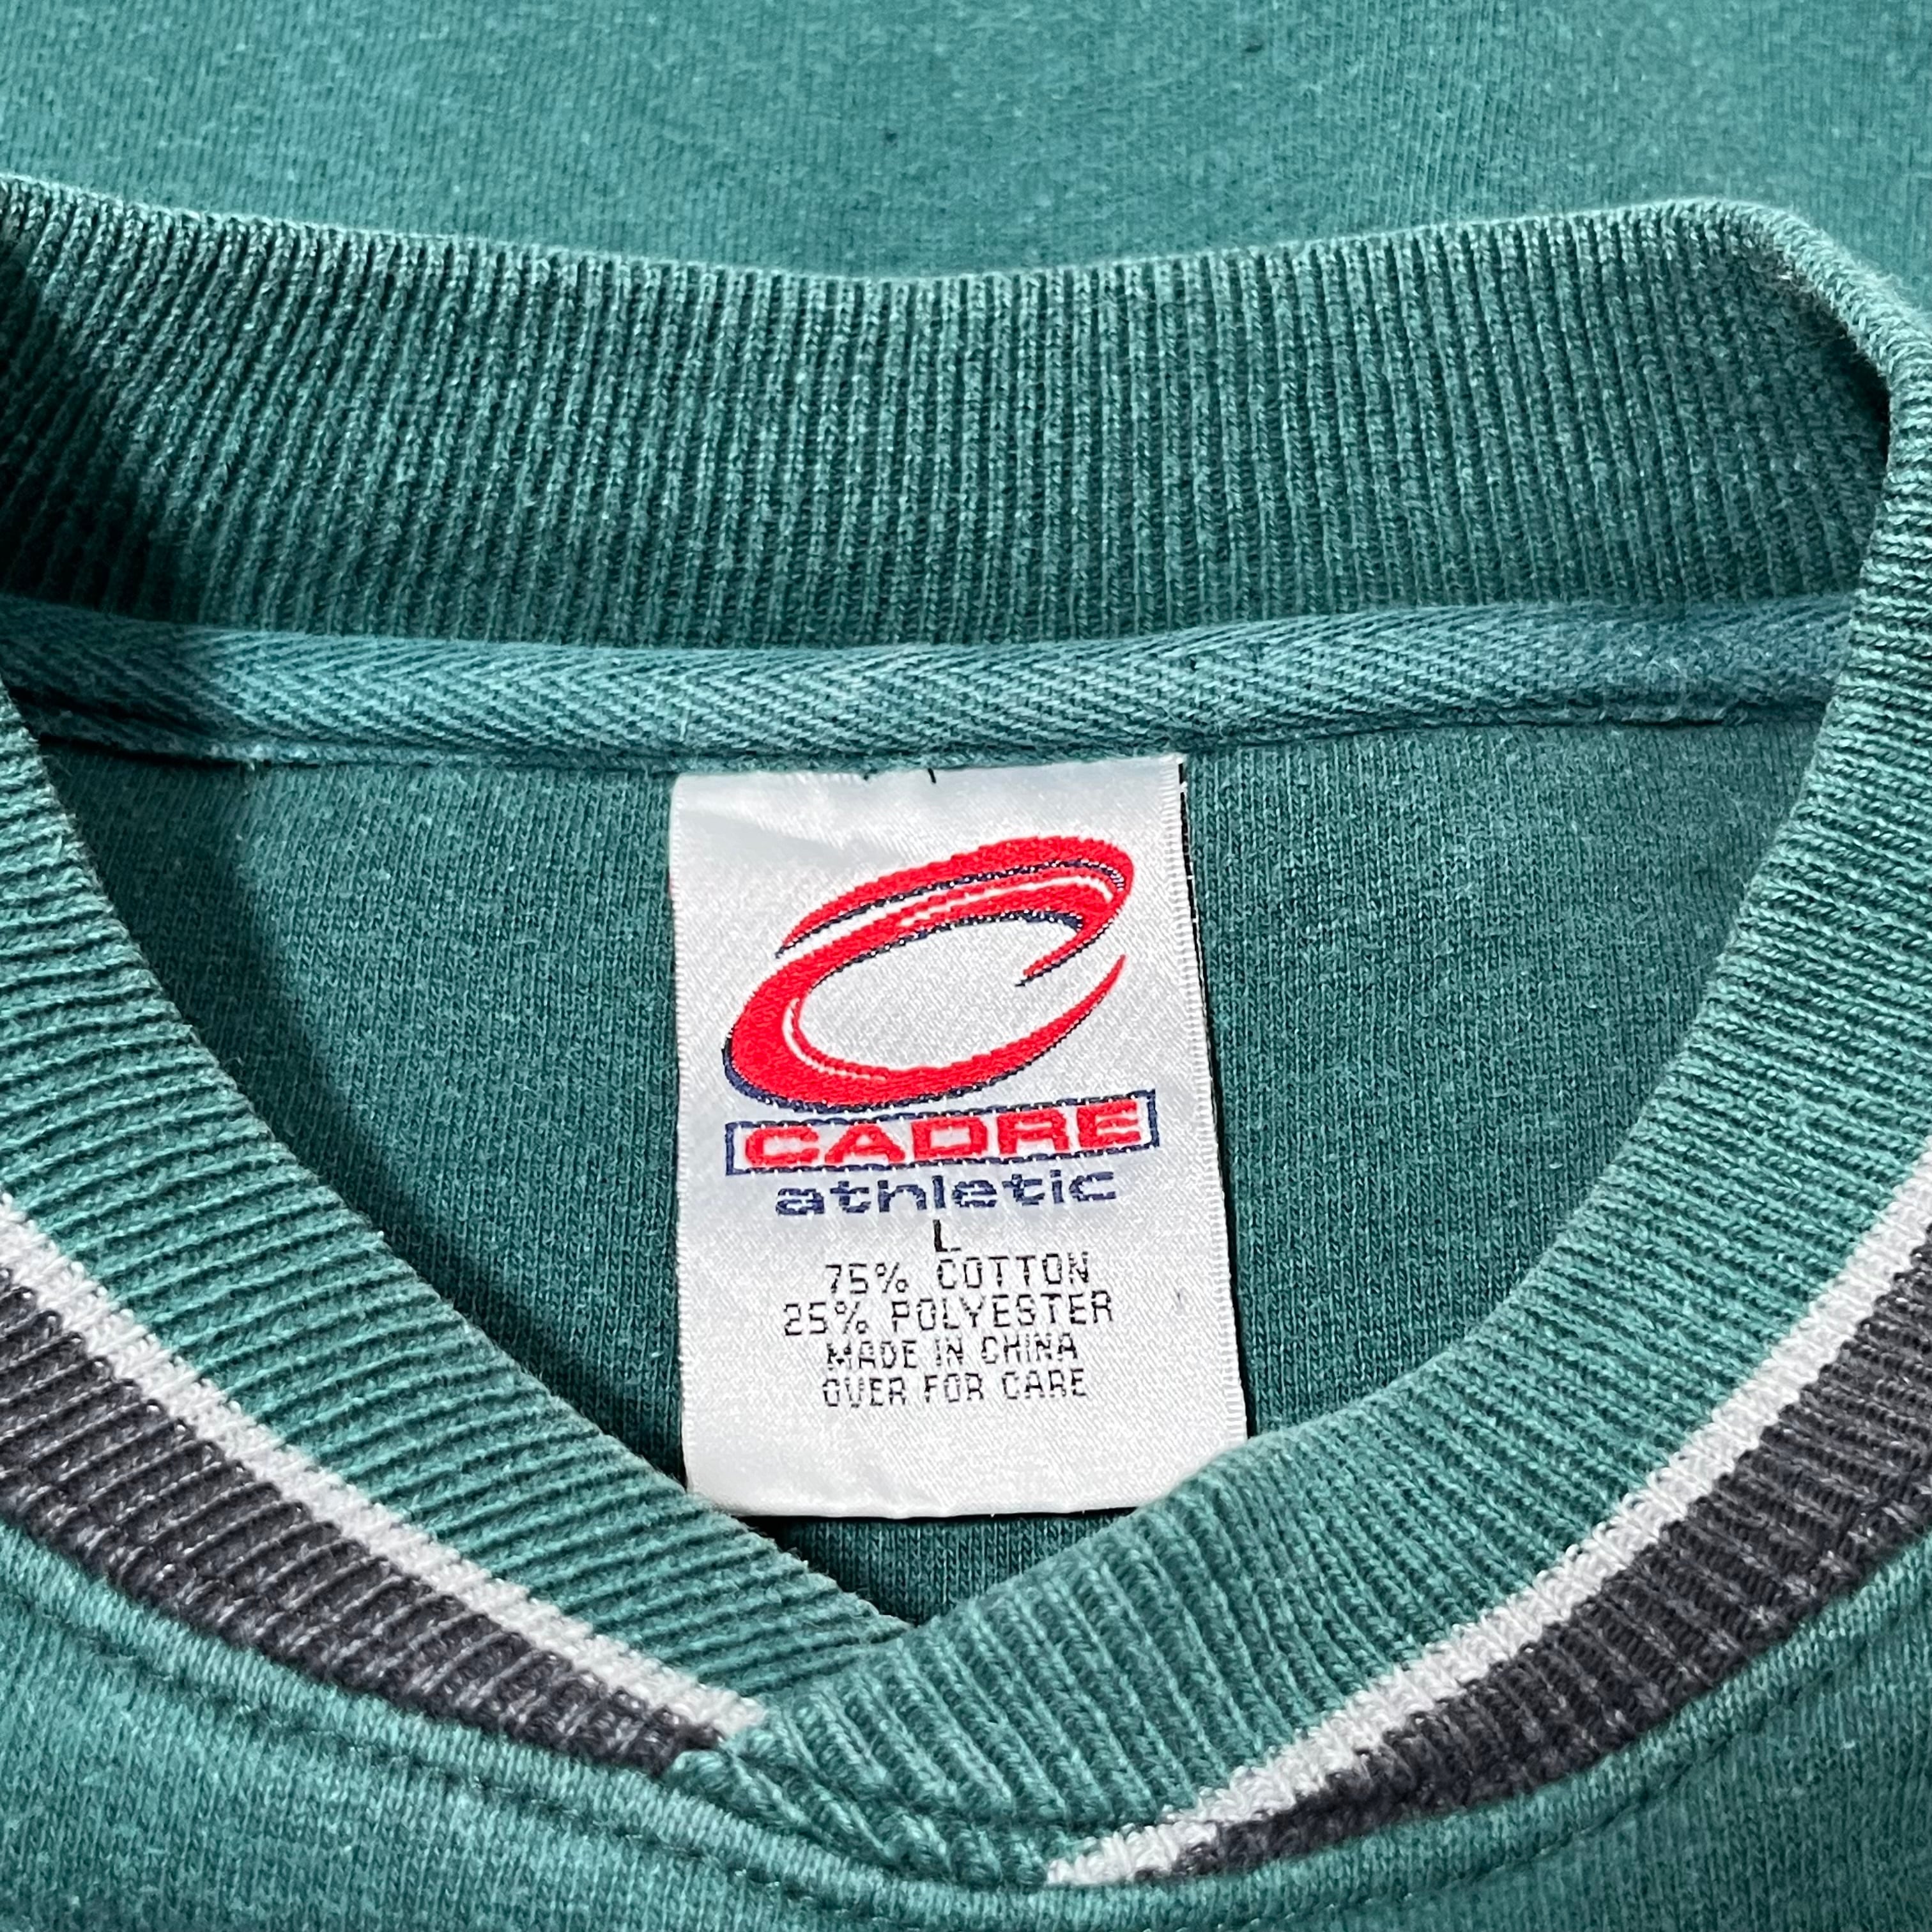 CADRE
athletic
L
75% COTTON
25% POLYESTER
MADE IN CHINA
OVER FOR CARE